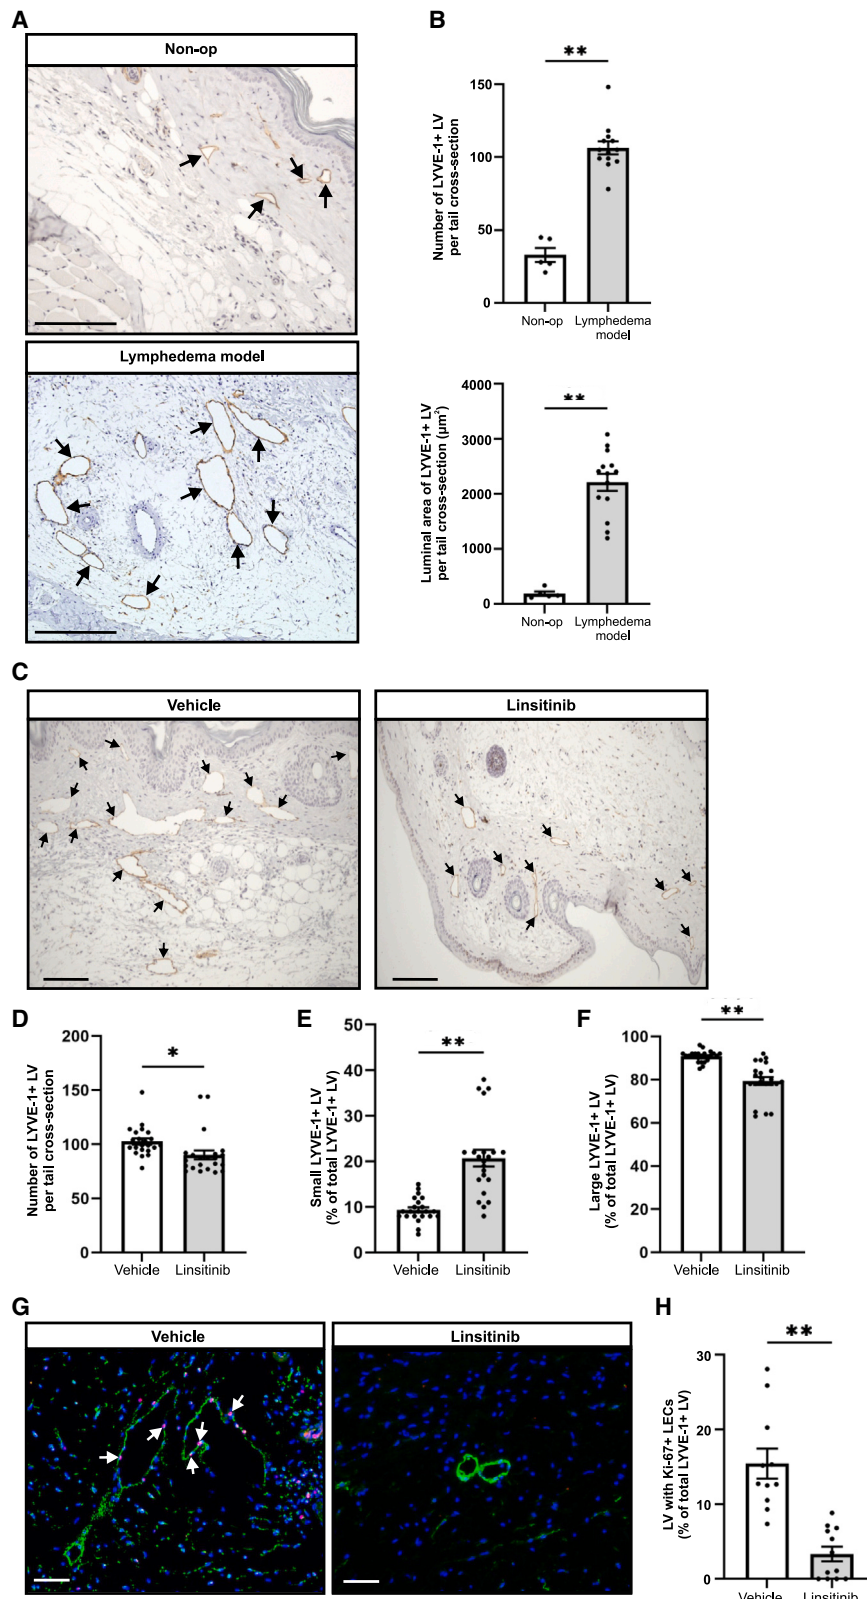 A
Non-op
Lymphedema model
B
**
Number of LYVE-1+ LV
per tail cross-section
150
100
50
0
Non-op
Lymphedema
model
**
Luminal area of LYVE-1+ LV
per tail cross-section (µm²)
4000
3000
2000
1000
0
Non-op
Lymphedema
model
C
Vehicle
Linsitinib
D
*
Number of LYVE-1+ LV
per tail cross-section
200
150
100
50
0
Vehicle
Linsitinib
E
**
Small LYVE-1+ LV
(% of total LYVE-1+ LV)
50
40
30
20
10
0
Vehicle
Linsitinib
F
**
Large LYVE-1+ LV
(% of total LYVE-1+ LV)
100
80
60
40
20
0
Vehicle
Linsitinib
G
Vehicle
Linsitinib
H
**
LV with Ki-67+ LECs
(% of total LYVE-1+ LV)
30
20
10
0
Vehicle
Linsitinib